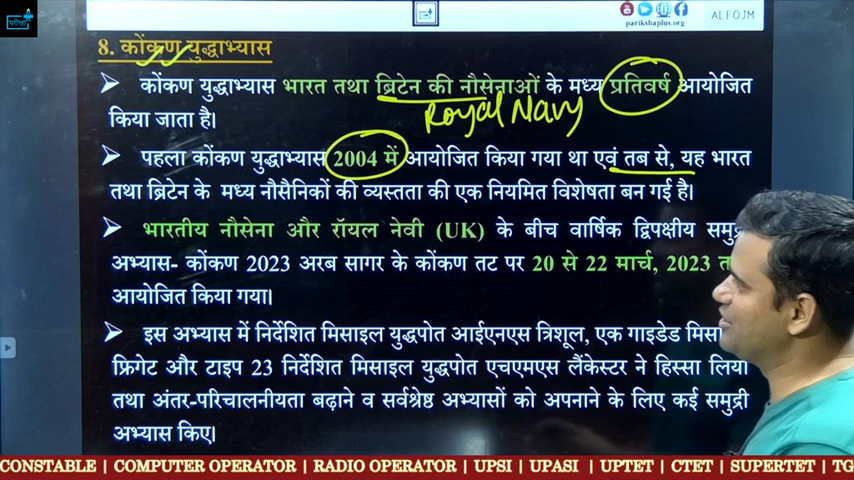 परीक्षा
parikshaplus.org
ALFOJM
8. कोंकण युद्धाभ्यास
➢ कोंकण युद्धाभ्यास भारत तथा ब्रिटेन की नौसेनाओं के मध्य प्रतिवर्ष आयोजित
किया जाता है।
Royal Navy
➢ पहला कोंकण युद्धाभ्यास 2004 में आयोजित किया गया था एवं तब से, यह भारत
तथा ब्रिटेन के मध्य नौसैनिकों की व्यस्तता की एक नियमित विशेषता बन गई है।
➢ भारतीय नौसेना और रॉयल नेवी (UK) के बीच वार्षिक द्विपक्षीय समुद्री
अभ्यास- कोंकण 2023 अरब सागर के कोंकण तट पर 20 से 22 मार्च, 2023
आयोजित किया गया।
➢ इस अभ्यास में निर्देशित मिसाइल युद्धपोत आईएनएस त्रिशूल, एक गाइडेड मिसा
फ्रिगेट और टाइप 23 निर्देशित मिसाइल युद्धपोत एचएमएस लैंकेस्टर ने हिस्सा लिया
तथा अंतर-परिचालनीयता बढ़ाने व सर्वश्रेष्ठ अभ्यासों को अपनाने के लिए कई समुद्री
अभ्यास किए।
CONSTABLE | COMPUTER OPERATOR | RADIO OPERATOR | UPSI | UPASI | UPTET | CTET | SUPERTET | TG